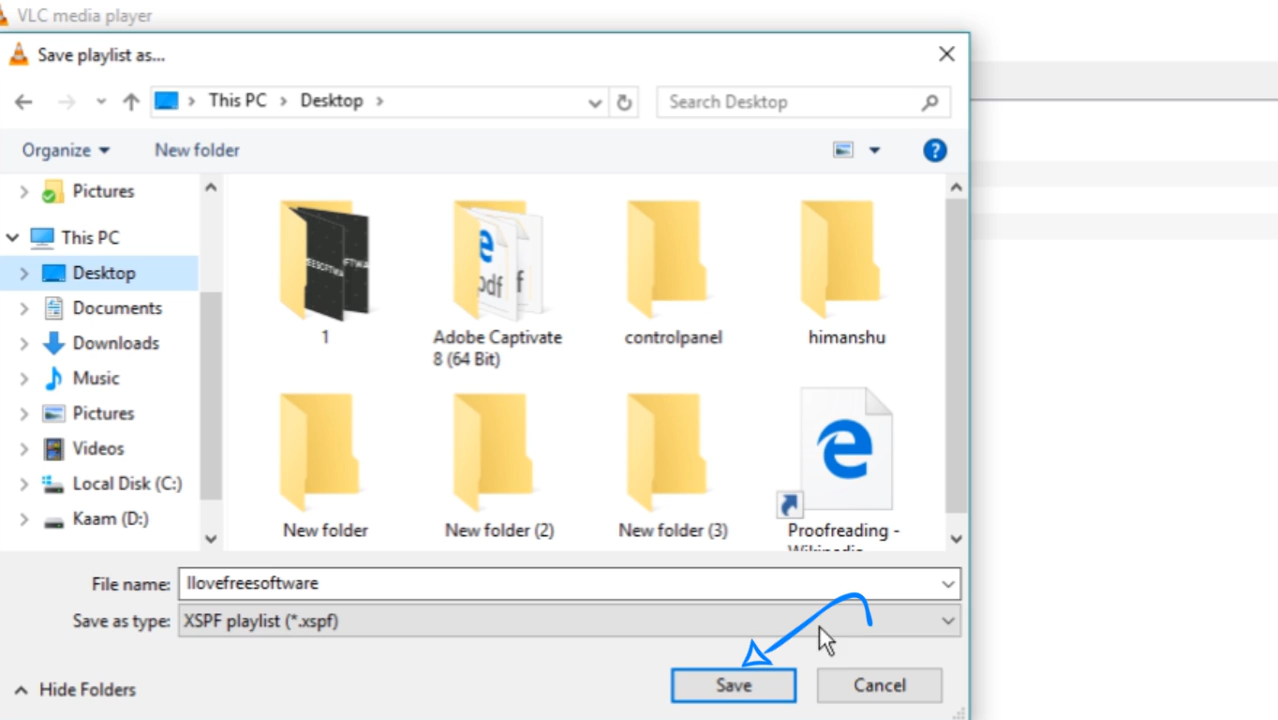 VLC media player
Save playlist as...
This PC
Desktop
Search Desktop
Organize
New folder
Pictures
This PC
Desktop
Documents
Downloads
Music
Pictures
Videos
Local Disk (C:)
Kaam (D:)
1
Adobe Captivate
8 (64 Bit)
controlpanel
himanshu
pdf
New folder
New folder (2)
New folder (3)
Proofreading -
Wikipedia
File name:
Ilovefreesoftware
Save as type:
XSPF playlist (*.xspf)
Hide Folders
Save
Cancel